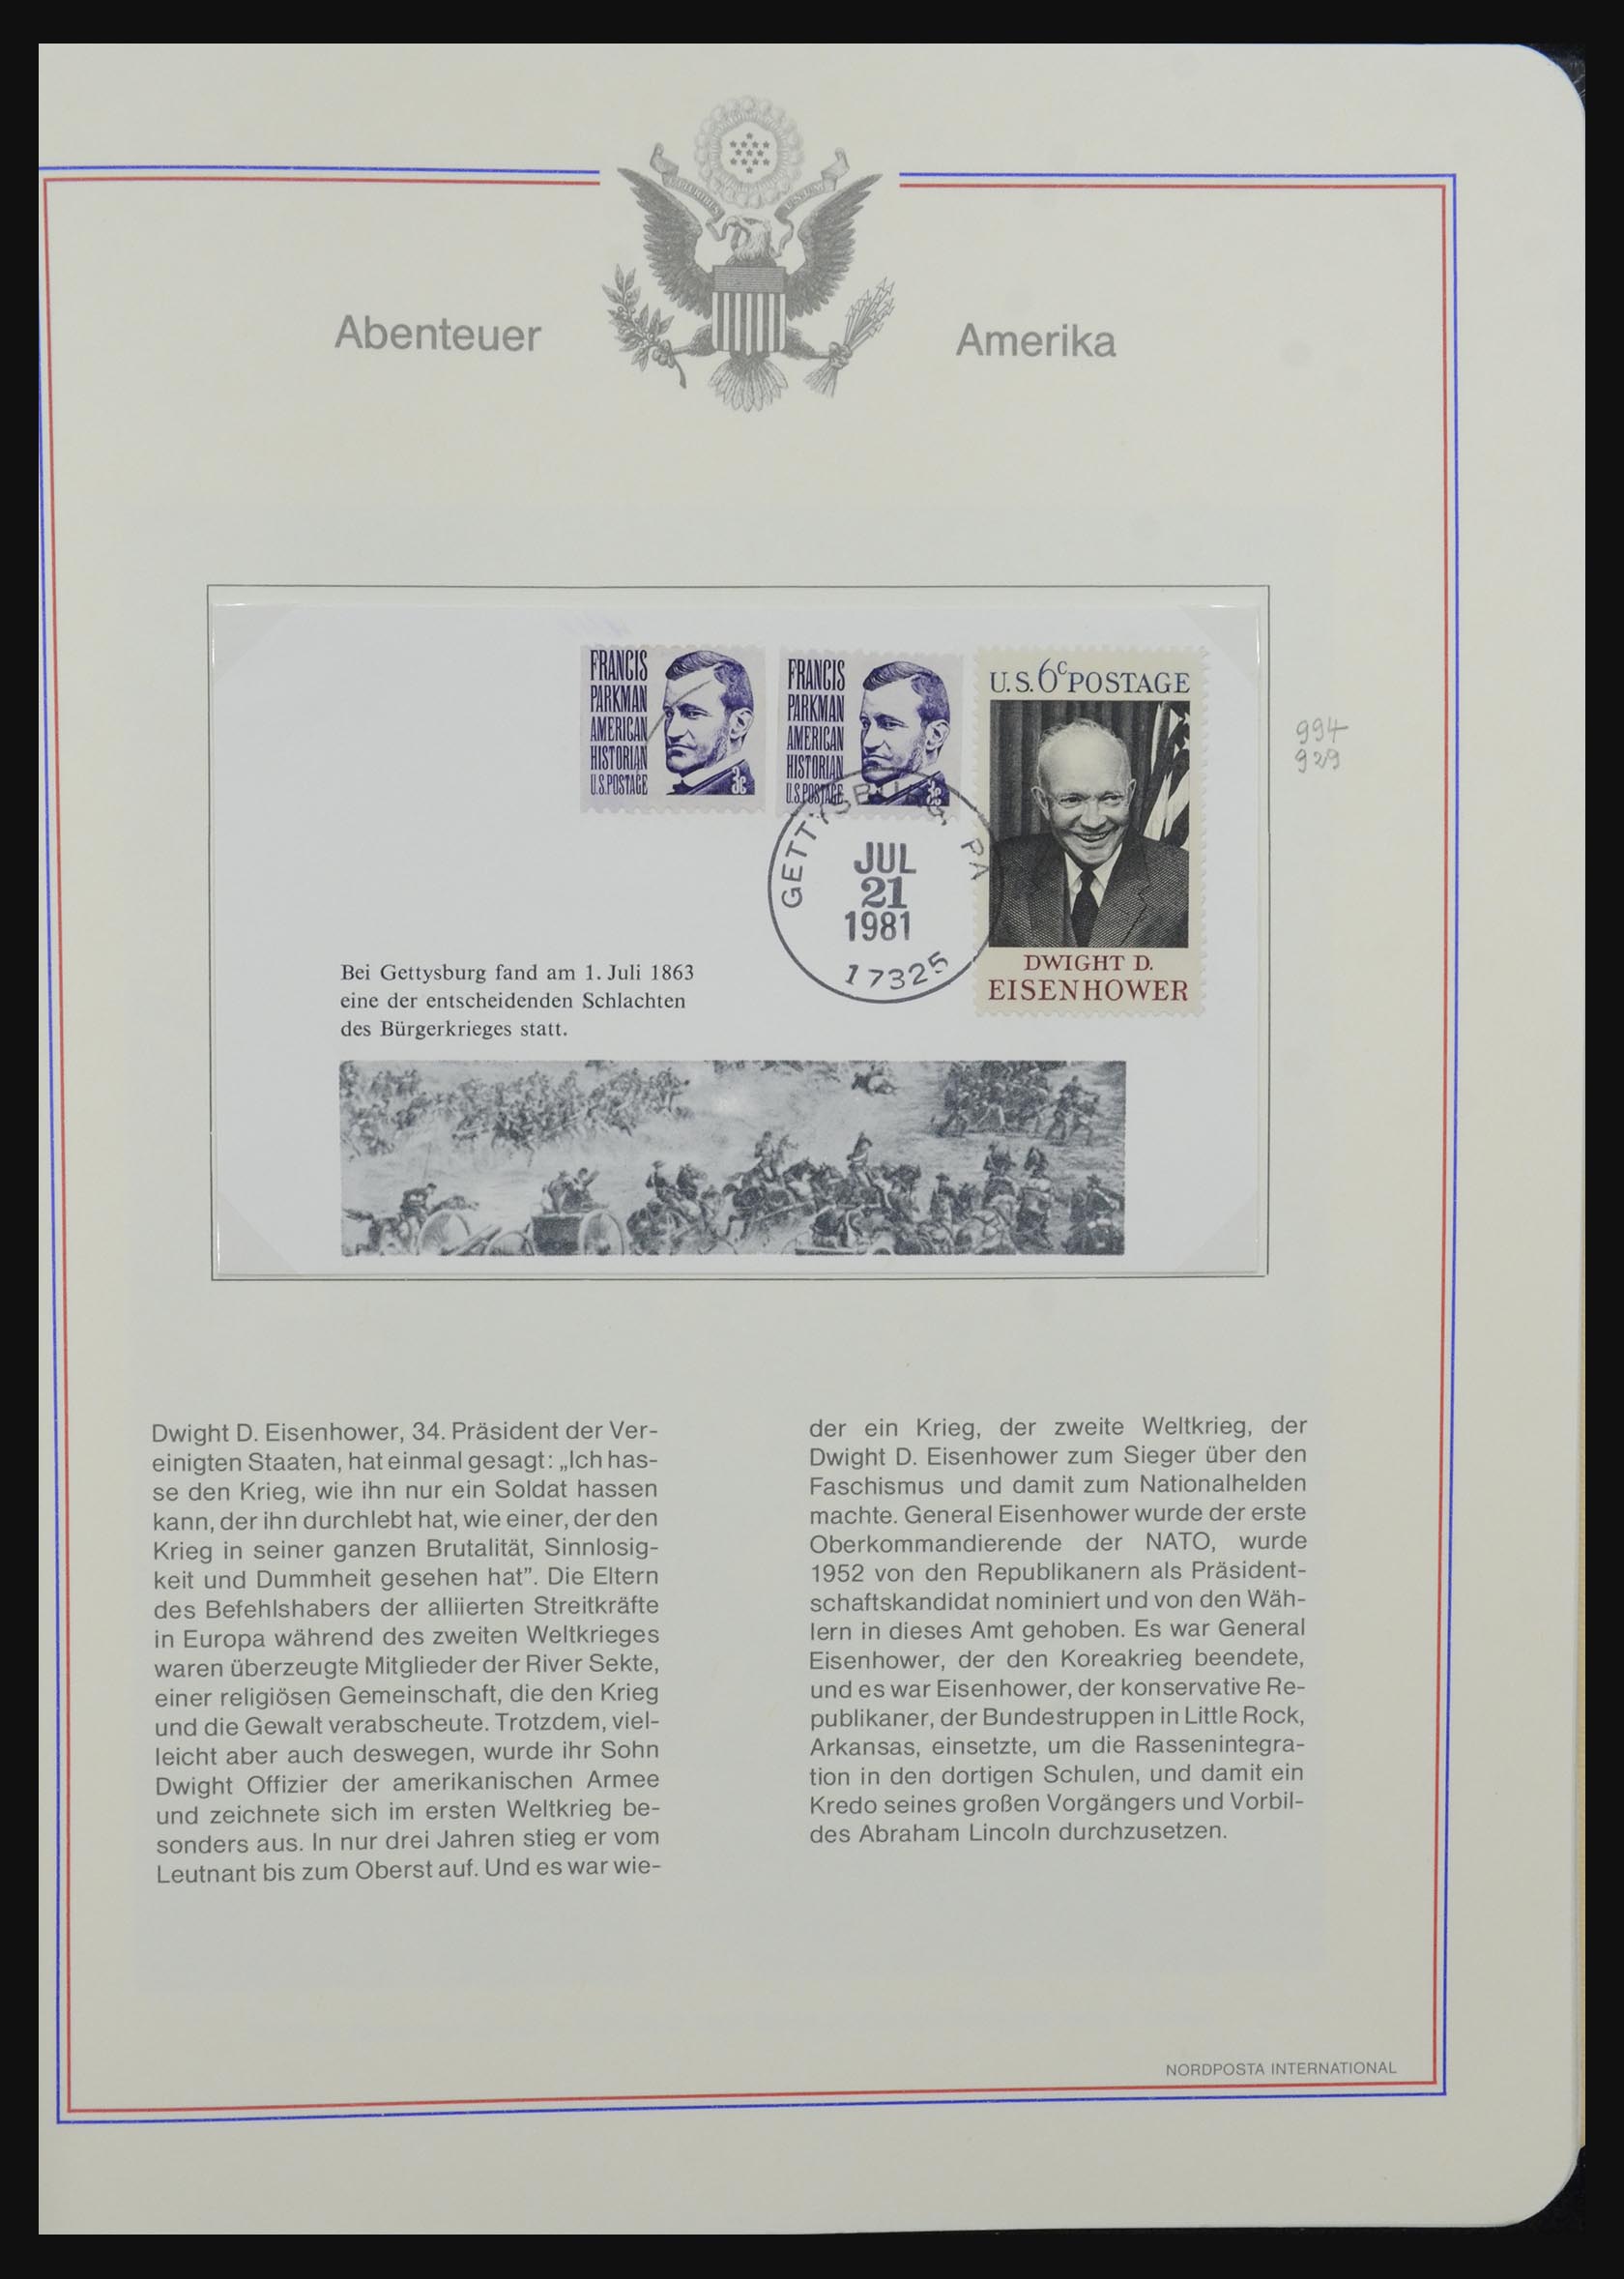 Abenteuer
Amerika
FRANCIS
PARKMAN
AMERICAN
HISTORIAN
U.S.POSTAGE
3c
FRANCIS
PARKMAN
AMERICAN
HISTORIAN
U.S.POSTAGE
3c
U.S. 6c POSTAGE
DWIGHT D.
EISENHOWER
994
929
GETTYSBURG, PA
JUL
21
1981
17325
Bei Gettysburg fand am 1. Juli 1863
eine der entscheidenden Schlachten
des Bürgerkrieges statt.
Dwight D. Eisenhower, 34. Präsident der Ver-
einigten Staaten, hat einmal gesagt: „Ich has-
se den Krieg, wie ihn nur ein Soldat hassen
kann, der ihn durchlebt hat, wie einer, der den
Krieg in seiner ganzen Brutalität, Sinnlosig-
keit und Dummheit gesehen hat”. Die Eltern
des Befehlshabers der alliierten Streitkräfte
in Europa während des zweiten Weltkrieges
waren überzeugte Mitglieder der River Sekte,
einer religiösen Gemeinschaft, die den Krieg
und die Gewalt verabscheute. Trotzdem, viel-
leicht aber auch deswegen, wurde ihr Sohn
Dwight Offizier der amerikanischen Armee
und zeichnete sich im ersten Weltkrieg be-
sonders aus. In nur drei Jahren stieg er vom
Leutnant bis zum Oberst auf. Und es war wie-
der ein Krieg, der zweite Weltkrieg, der
Dwight D. Eisenhower zum Sieger über den
Faschismus und damit zum Nationalhelden
machte. General Eisenhower wurde der erste
Oberkommandierende der NATO, wurde
1952 von den Republikanern als Präsident-
schaftskandidat nominiert und von den Wäh-
lern in dieses Amt gehoben. Es war General
Eisenhower, der den Koreakrieg beendete,
und es war Eisenhower, der konservative Re-
publikaner, der Bundestruppen in Little Rock,
Arkansas, einsetzte, um die Rassenintegra-
tion in den dortigen Schulen, und damit ein
Kredo seines großen Vorgängers und Vorbil-
des Abraham Lincoln durchzusetzen.
NORDPOSTA INTERNATIONAL